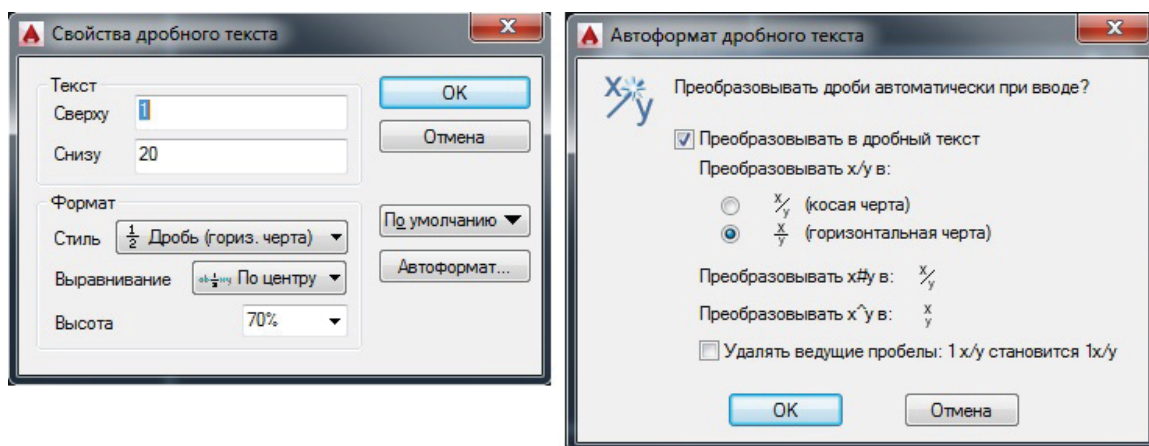 Свойства дробного текста
Текст
Сверху 1
Снизу 20
Формат
Стиль 1/2 Дробь (гориз. черта)
Выравнивание По центру
Высота 70%
OK
Отмена
По умолчанию
Автоформат...
Автоформат дробного текста
Преобразовывать дроби автоматически при вводе?
Преобразовывать в дробный текст
Преобразовывать x/y в:
x/y (косая черта)
x/y (горизонтальная черта)
Преобразовывать x#y в: x/y
Преобразовывать x^y в: x y
Удалять ведущие пробелы: 1 x/y становится 1x/y
OK
Отмена